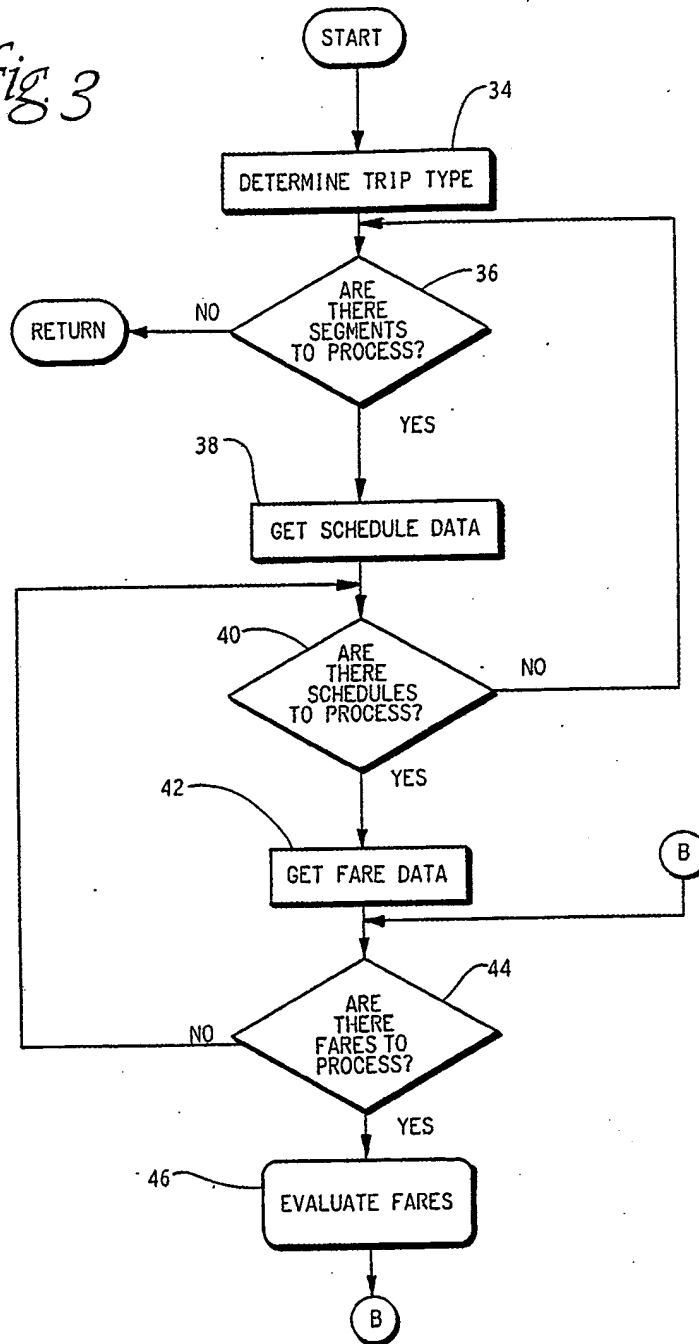 Fig. 3
START
34
DETERMINE TRIP TYPE
36
ARE
THERE
SEGMENTS
TO PROCESS?
NO
RETURN
YES
38
GET SCHEDULE DATA
40
ARE
THERE
SCHEDULES
TO PROCESS?
NO
YES
42
GET FARE DATA
B
44
ARE
THERE
FARES TO
PROCESS?
NO
YES
46
EVALUATE FARES
B